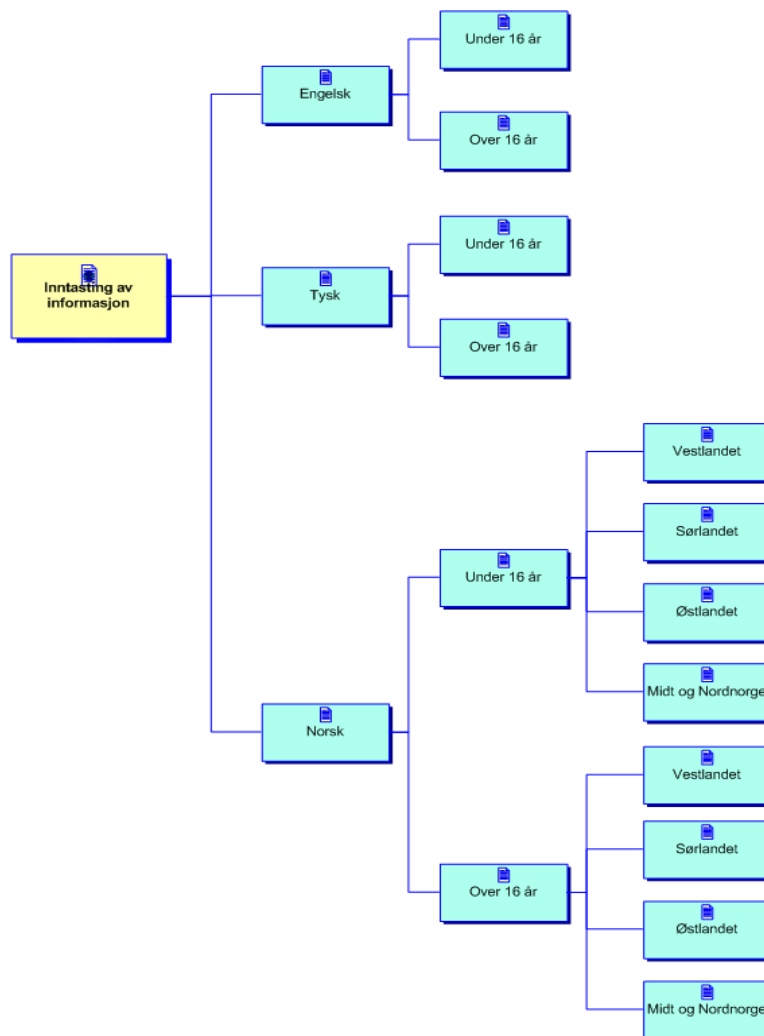 Inntasting av
informasjon
Engelsk
Under 16 år
Over 16 år
Tysk
Under 16 år
Over 16 år
Norsk
Under 16 år
Vestlandet
Sørlandet
Østlandet
Midt og Nordnorge
Over 16 år
Vestlandet
Sørlandet
Østlandet
Midt og Nordnorge